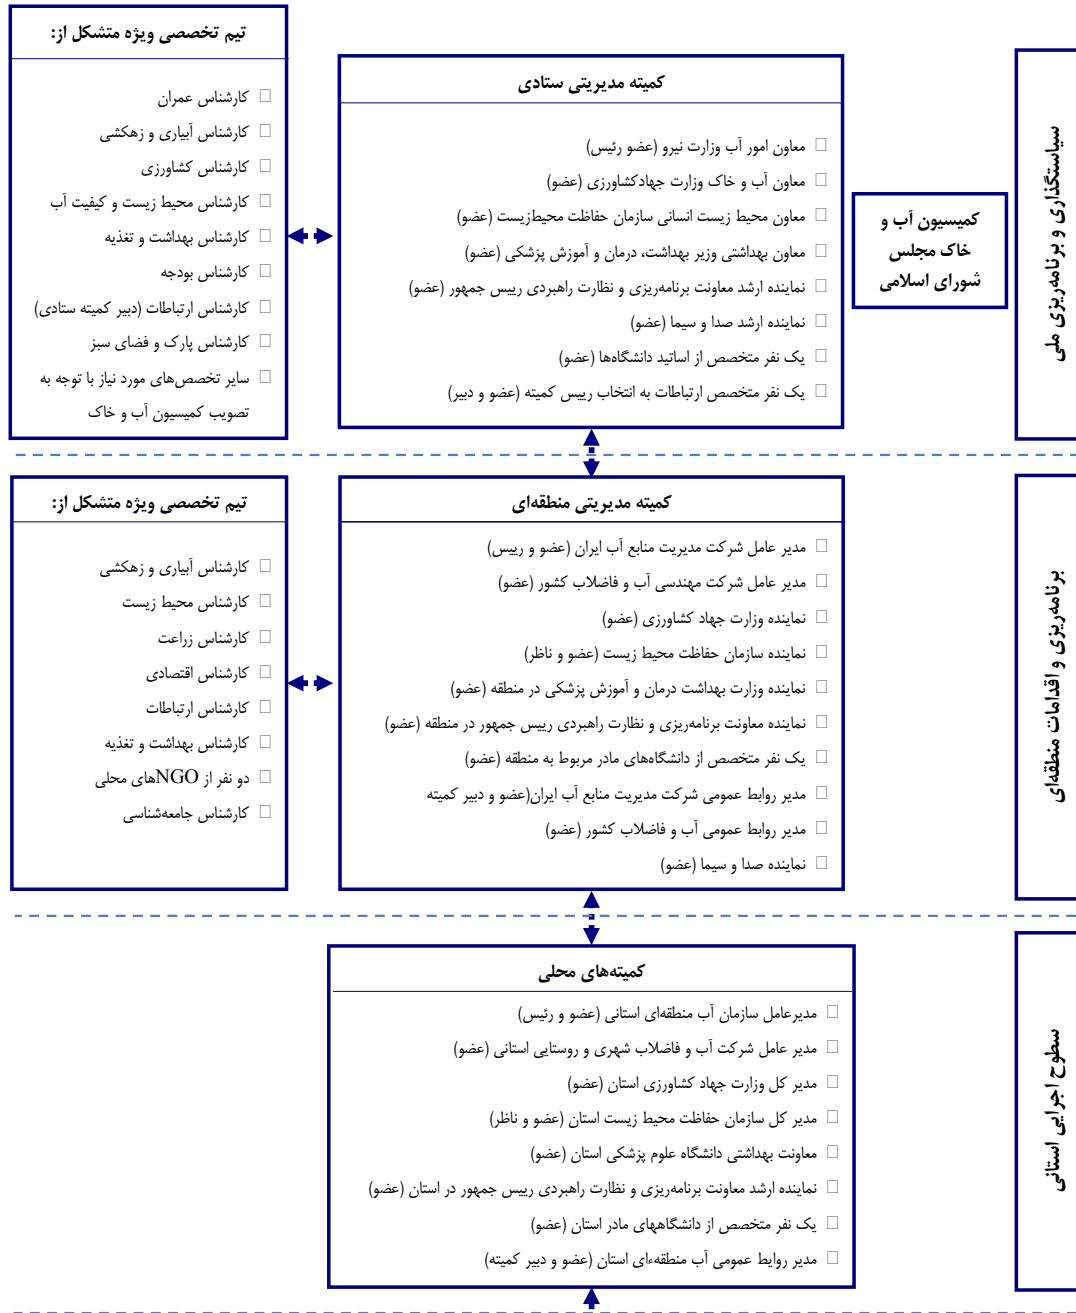 سیاستگذاری و برنامه‌ریزی ملی
کمیسیون آب و
خاک مجلس
شورای اسلامی
کمیته مدیریتی ستادی
معاون امور آب وزارت نیرو (عضو رئیس)
معاون آب و خاک وزارت جهادکشاورزی (عضو)
معاون محیط زیست انسانی سازمان حفاظت محیط‌زیست (عضو)
معاون بهداشتی وزیر بهداشت، درمان و آموزش پزشکی (عضو)
نماینده ارشد معاونت برنامه‌ریزی و نظارت راهبردی رییس جمهور (عضو)
نماینده ارشد صدا و سیما (عضو)
یک نفر متخصص از اساتید دانشگاه‌ها (عضو)
یک نفر متخصص ارتباطات به انتخاب رییس کمیته (عضو و دبیر)
تیم تخصصی ویژه متشکل از:
کارشناس عمران
کارشناس آبیاری و زهکشی
کارشناس کشاورزی
کارشناس محیط زیست و کیفیت آب
کارشناس بهداشت و تغذیه
کارشناس بودجه
کارشناس ارتباطات (دبیر کمیته ستادی)
کارشناس پارک و فضای سبز
سایر تخصص‌های مورد نیاز با توجه به
تصویب کمیسیون آب و خاک
برنامه‌ریزی و اقدامات منطقه‌ای
کمیته مدیریتی منطقه‌ای
مدیر عامل شرکت مدیریت منابع آب ایران (عضو و رییس)
مدیر عامل شرکت مهندسی آب و فاضلاب کشور (عضو)
نماینده وزارت جهاد کشاورزی (عضو)
نماینده سازمان حفاظت محیط زیست (عضو و ناظر)
نماینده وزارت بهداشت درمان و آموزش پزشکی در منطقه (عضو)
نماینده معاونت برنامه‌ریزی و نظارت راهبردی رییس جمهور در منطقه (عضو)
یک نفر متخصص از دانشگاه‌های مادر مربوط به منطقه (عضو)
مدیر روابط عمومی شرکت مدیریت منابع آب ایران(عضو و دبیر کمیته
مدیر روابط عمومی آب و فاضلاب کشور (عضو)
نماینده صدا و سیما (عضو)
تیم تخصصی ویژه متشکل از:
کارشناس آبیاری و زهکشی
کارشناس محیط زیست
کارشناس زراعت
کارشناس اقتصادی
کارشناس ارتباطات
کارشناس بهداشت و تغذیه
دو نفر از NGOهای محلی
کارشناس جامعه‌شناسی
سطوح اجرایی استانی
کمیته‌های محلی
مدیرعامل سازمان آب منطقه‌ای استانی (عضو و رئیس)
مدیر عامل شرکت آب و فاضلاب شهری و روستایی استانی (عضو)
مدیر کل وزارت جهاد کشاورزی استان (عضو)
مدیر کل سازمان حفاظت محیط زیست استان (عضو و ناظر)
معاونت بهداشتی دانشگاه علوم پزشکی استان (عضو)
نماینده ارشد معاونت برنامه‌ریزی و نظارت راهبردی رییس جمهور در استان (عضو)
یک نفر متخصص از دانشگاههای مادر استان (عضو)
مدیر روابط عمومی آب منطقه‌ءای استان (عضو و دبیر کمیته)